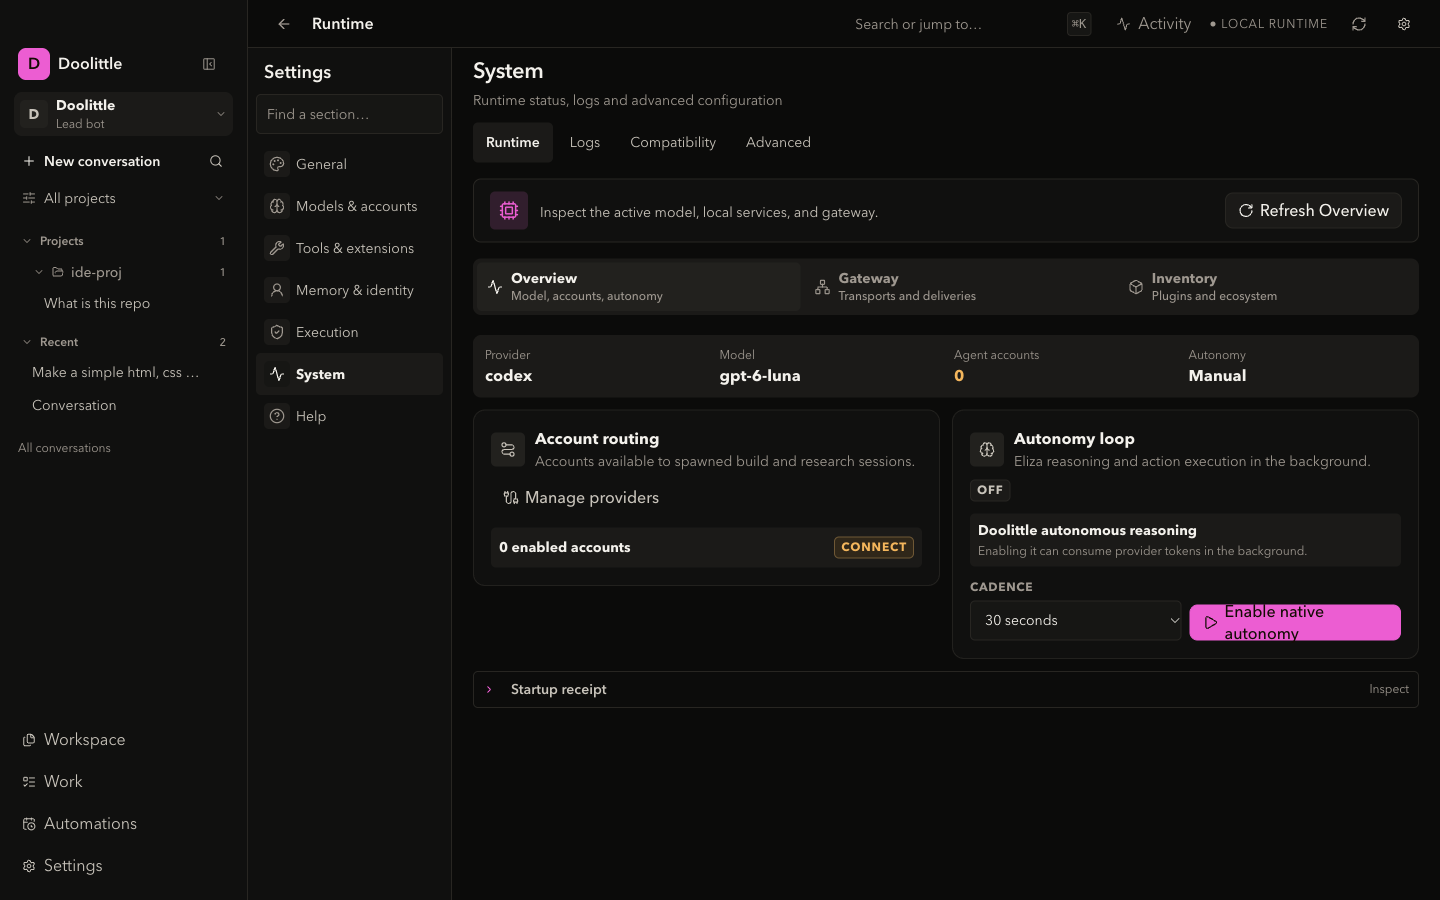 Runtime
Search or jump to…
⌘K
Activity
LOCAL RUNTIME
D
Doolittle
D
Doolittle
Lead bot
New conversation
All projects
Projects
1
ide-proj
1
What is this repo
Recent
2
Make a simple html, css …
Conversation
All conversations
Workspace
Work
Automations
Settings
Settings
Find a section…
General
Models & accounts
Tools & extensions
Memory & identity
Execution
System
Help
System
Runtime status, logs and advanced configuration
Runtime
Logs
Compatibility
Advanced
Inspect the active model, local services, and gateway.
Refresh Overview
Overview
Model, accounts, autonomy
Gateway
Transports and deliveries
Inventory
Plugins and ecosystem
Provider
codex
Model
gpt-6-luna
Agent accounts
0
Autonomy
Manual
Account routing
Accounts available to spawned build and research sessions.
Manage providers
0 enabled accounts
CONNECT
Autonomy loop
Eliza reasoning and action execution in the background.
OFF
Doolittle autonomous reasoning
Enabling it can consume provider tokens in the background.
CADENCE
30 seconds
Enable native
autonomy
Startup receipt
Inspect